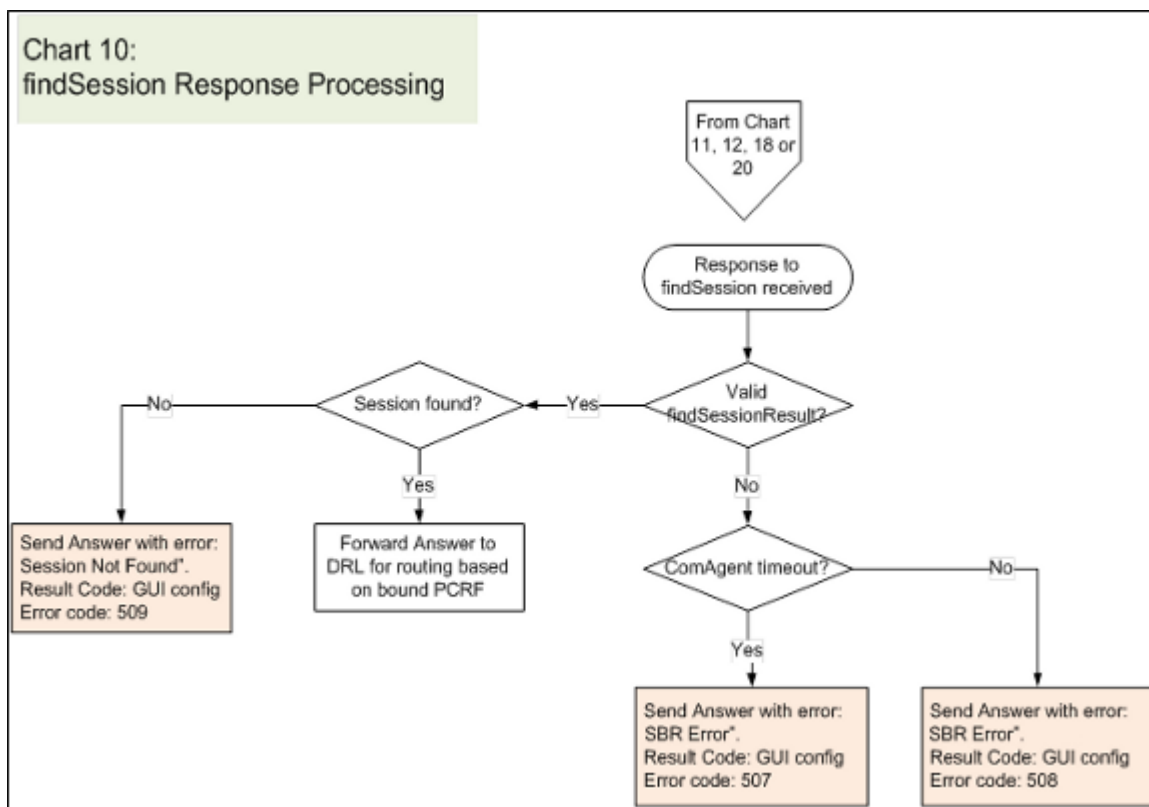 Chart 10:
findSession Response Processing
From Chart
11, 12, 18 or
20
Response to
findSession received
Valid
findSessionResult?
Yes
Session found?
No
Yes
No
Send Answer with error:
Session Not Found".
Result Code: GUI config
Error code: 509
Forward Answer to
DRL for routing based
on bound PCRF
ComAgent timeout?
No
Yes
Send Answer with error:
SBR Error".
Result Code: GUI config
Error code: 507
Send Answer with error:
SBR Error".
Result Code: GUI config
Error code: 508